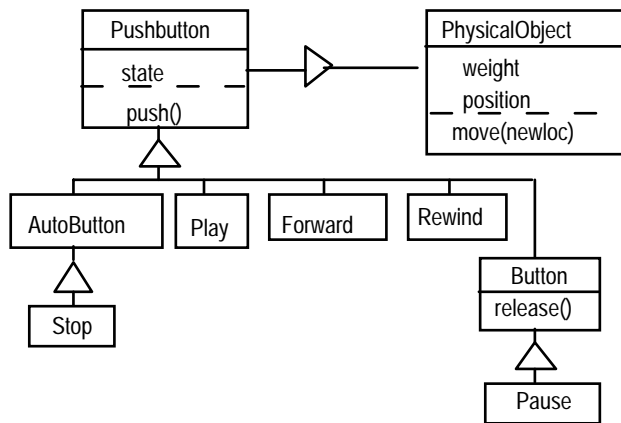 Pushbutton
state
push()
PhysicalObject
weight
position
move(newloc)
AutoButton
Play
Forward
Rewind
Stop
Button
release()
Pause